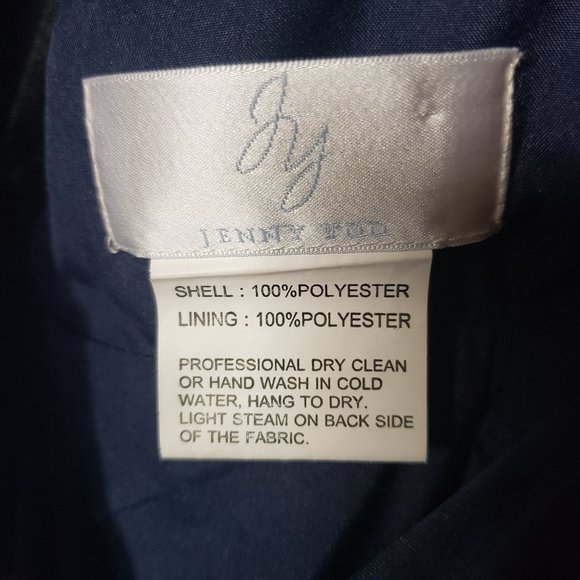 Jy
JENNY YOO
SHELL : 100%POLYESTER
LINING : 100%POLYESTER
PROFESSIONAL DRY CLEAN
OR HAND WASH IN COLD
WATER, HANG TO DRY.
LIGHT STEAM ON BACK SIDE
OF THE FABRIC.